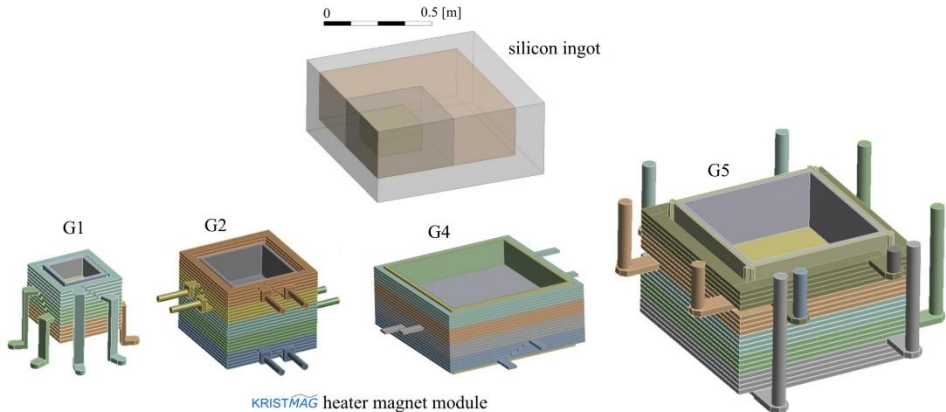 0 0.5 [m]
silicon ingot
G1
G2
G4
G5
KRISTMAG heater magnet module